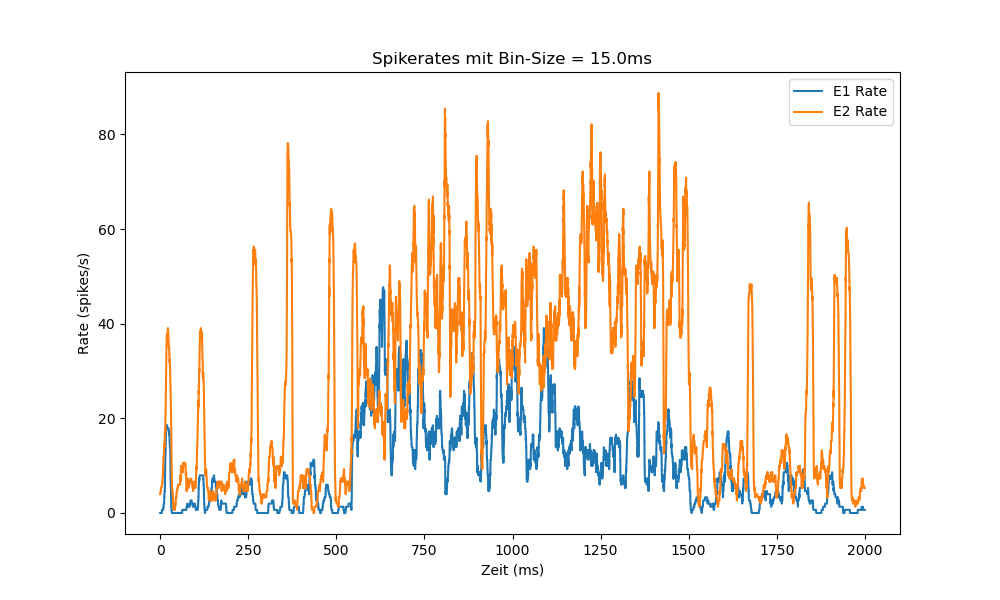 Spikerates mit Bin-Size = 15.0ms
E1 Rate
E2 Rate
Rate (spikes/s)
80
60
40
20
0
0 250 500 750 1000 1250 1500 1750 2000
Zeit (ms)